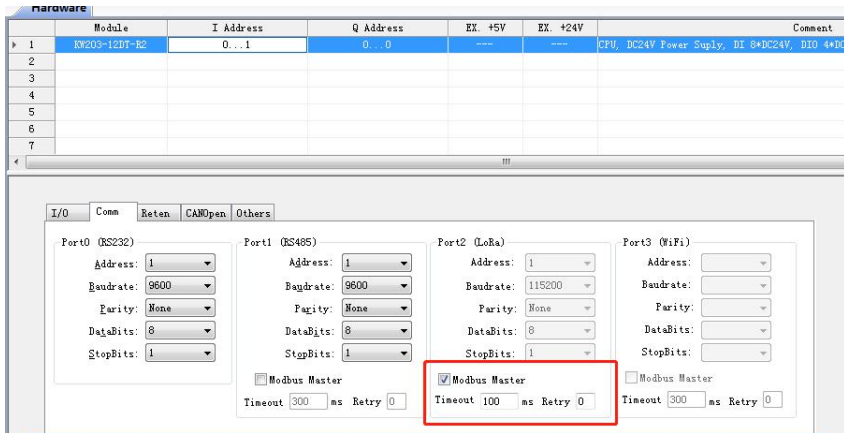 Hardware
Module I Address Q Address EX. +5V EX. +24V Comment
1 KW203-12DT-R2 0...1 0...0 --- --- CPU, DC24V Power Suply, DI 8*DC24V, DIO 4*DC
2
3
4
5
6
7
I/O Comm Reten CANOpen Others
Port0 (RS232) Port1 (RS485) Port2 (LoRa) Port3 (WiFi)
Address: 1 Address: 1 Address: 1 Address:
Baudrate: 9600 Baudrate: 9600 Baudrate: 115200 Baudrate:
Parity: None Parity: None Parity: None Parity:
DataBits: 8 DataBits: 8 DataBits: 8 DataBits:
StopBits: 1 StopBits: 1 StopBits: 1 StopBits:
Modbus Master Modbus Master Modbus Master
Timeout 300 ms Retry 0 Timeout 100 ms Retry 0 Timeout 300 ms Retry 0